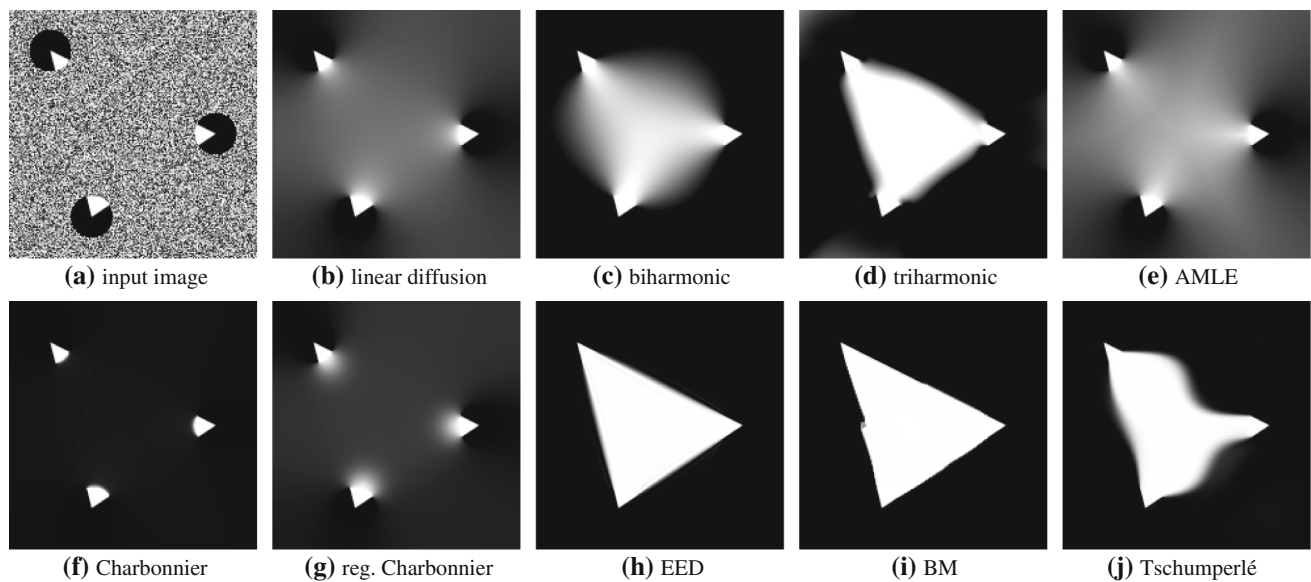 (a) input image
(b) linear diffusion
(c) biharmonic
(d) triharmonic
(e) AMLE
(f) Charbonnier
(g) reg. Charbonnier
(h) EED
(i) BM
(j) Tschumperlé